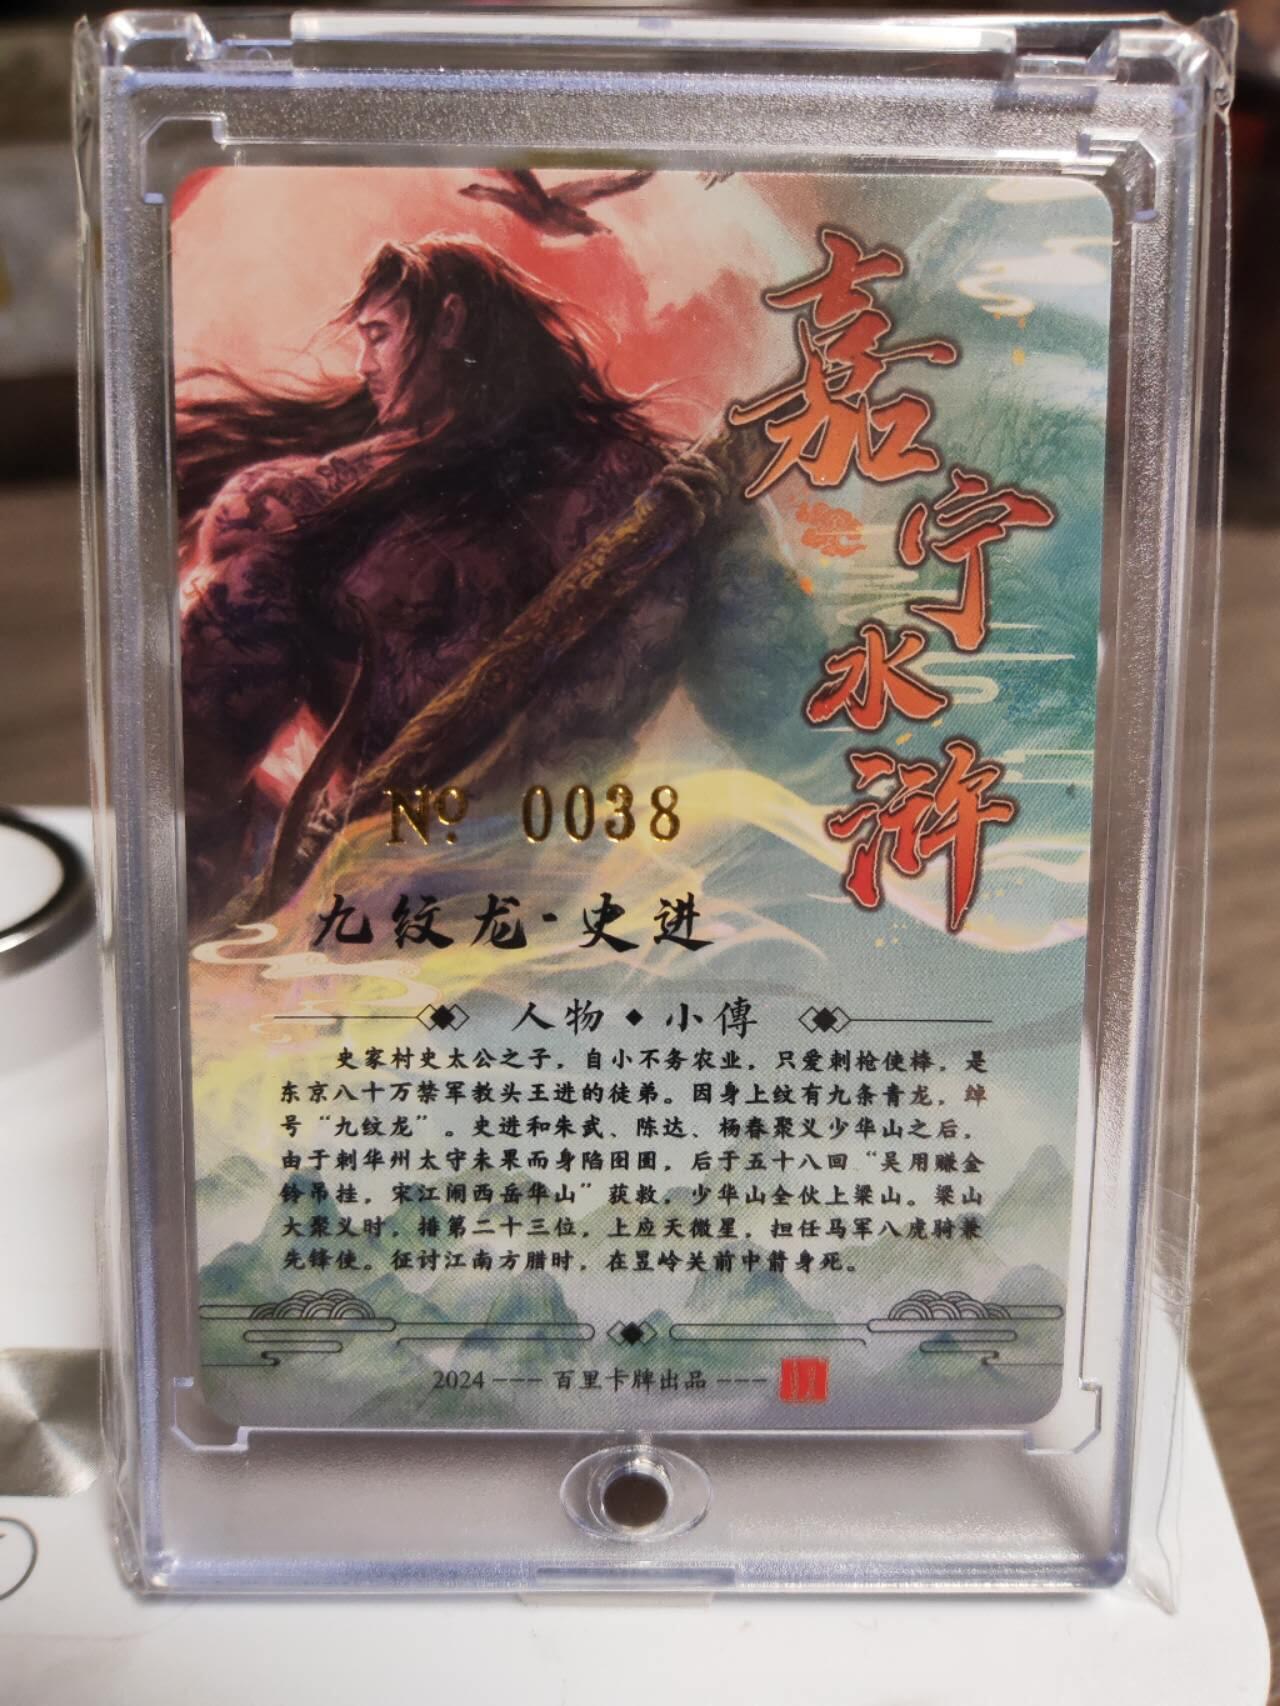 嘉宁水浒
Nº 0038
九纹龙·史进
人物◆小傳
史家村史太公之子，自小不务农业，只爱刺枪使棒，是
东京八十万禁军教头王进的徒弟。因身上纹有九条青龙，绰
号“九纹龙”。史进和朱武、陈达、杨春聚义少华山之后，
由于刺华州太守未果而身陷囹圄，后于五十八回“吴用赚金
铃吊挂，宋江闹西岳华山”获救，少华山全伙上梁山。梁山
大聚义时，排第二十三位，上应天微星，担任马军八虎骑兼
先锋使。征讨江南方腊时，在昱岭关前中箭身死。
2024---百里卡牌出品---